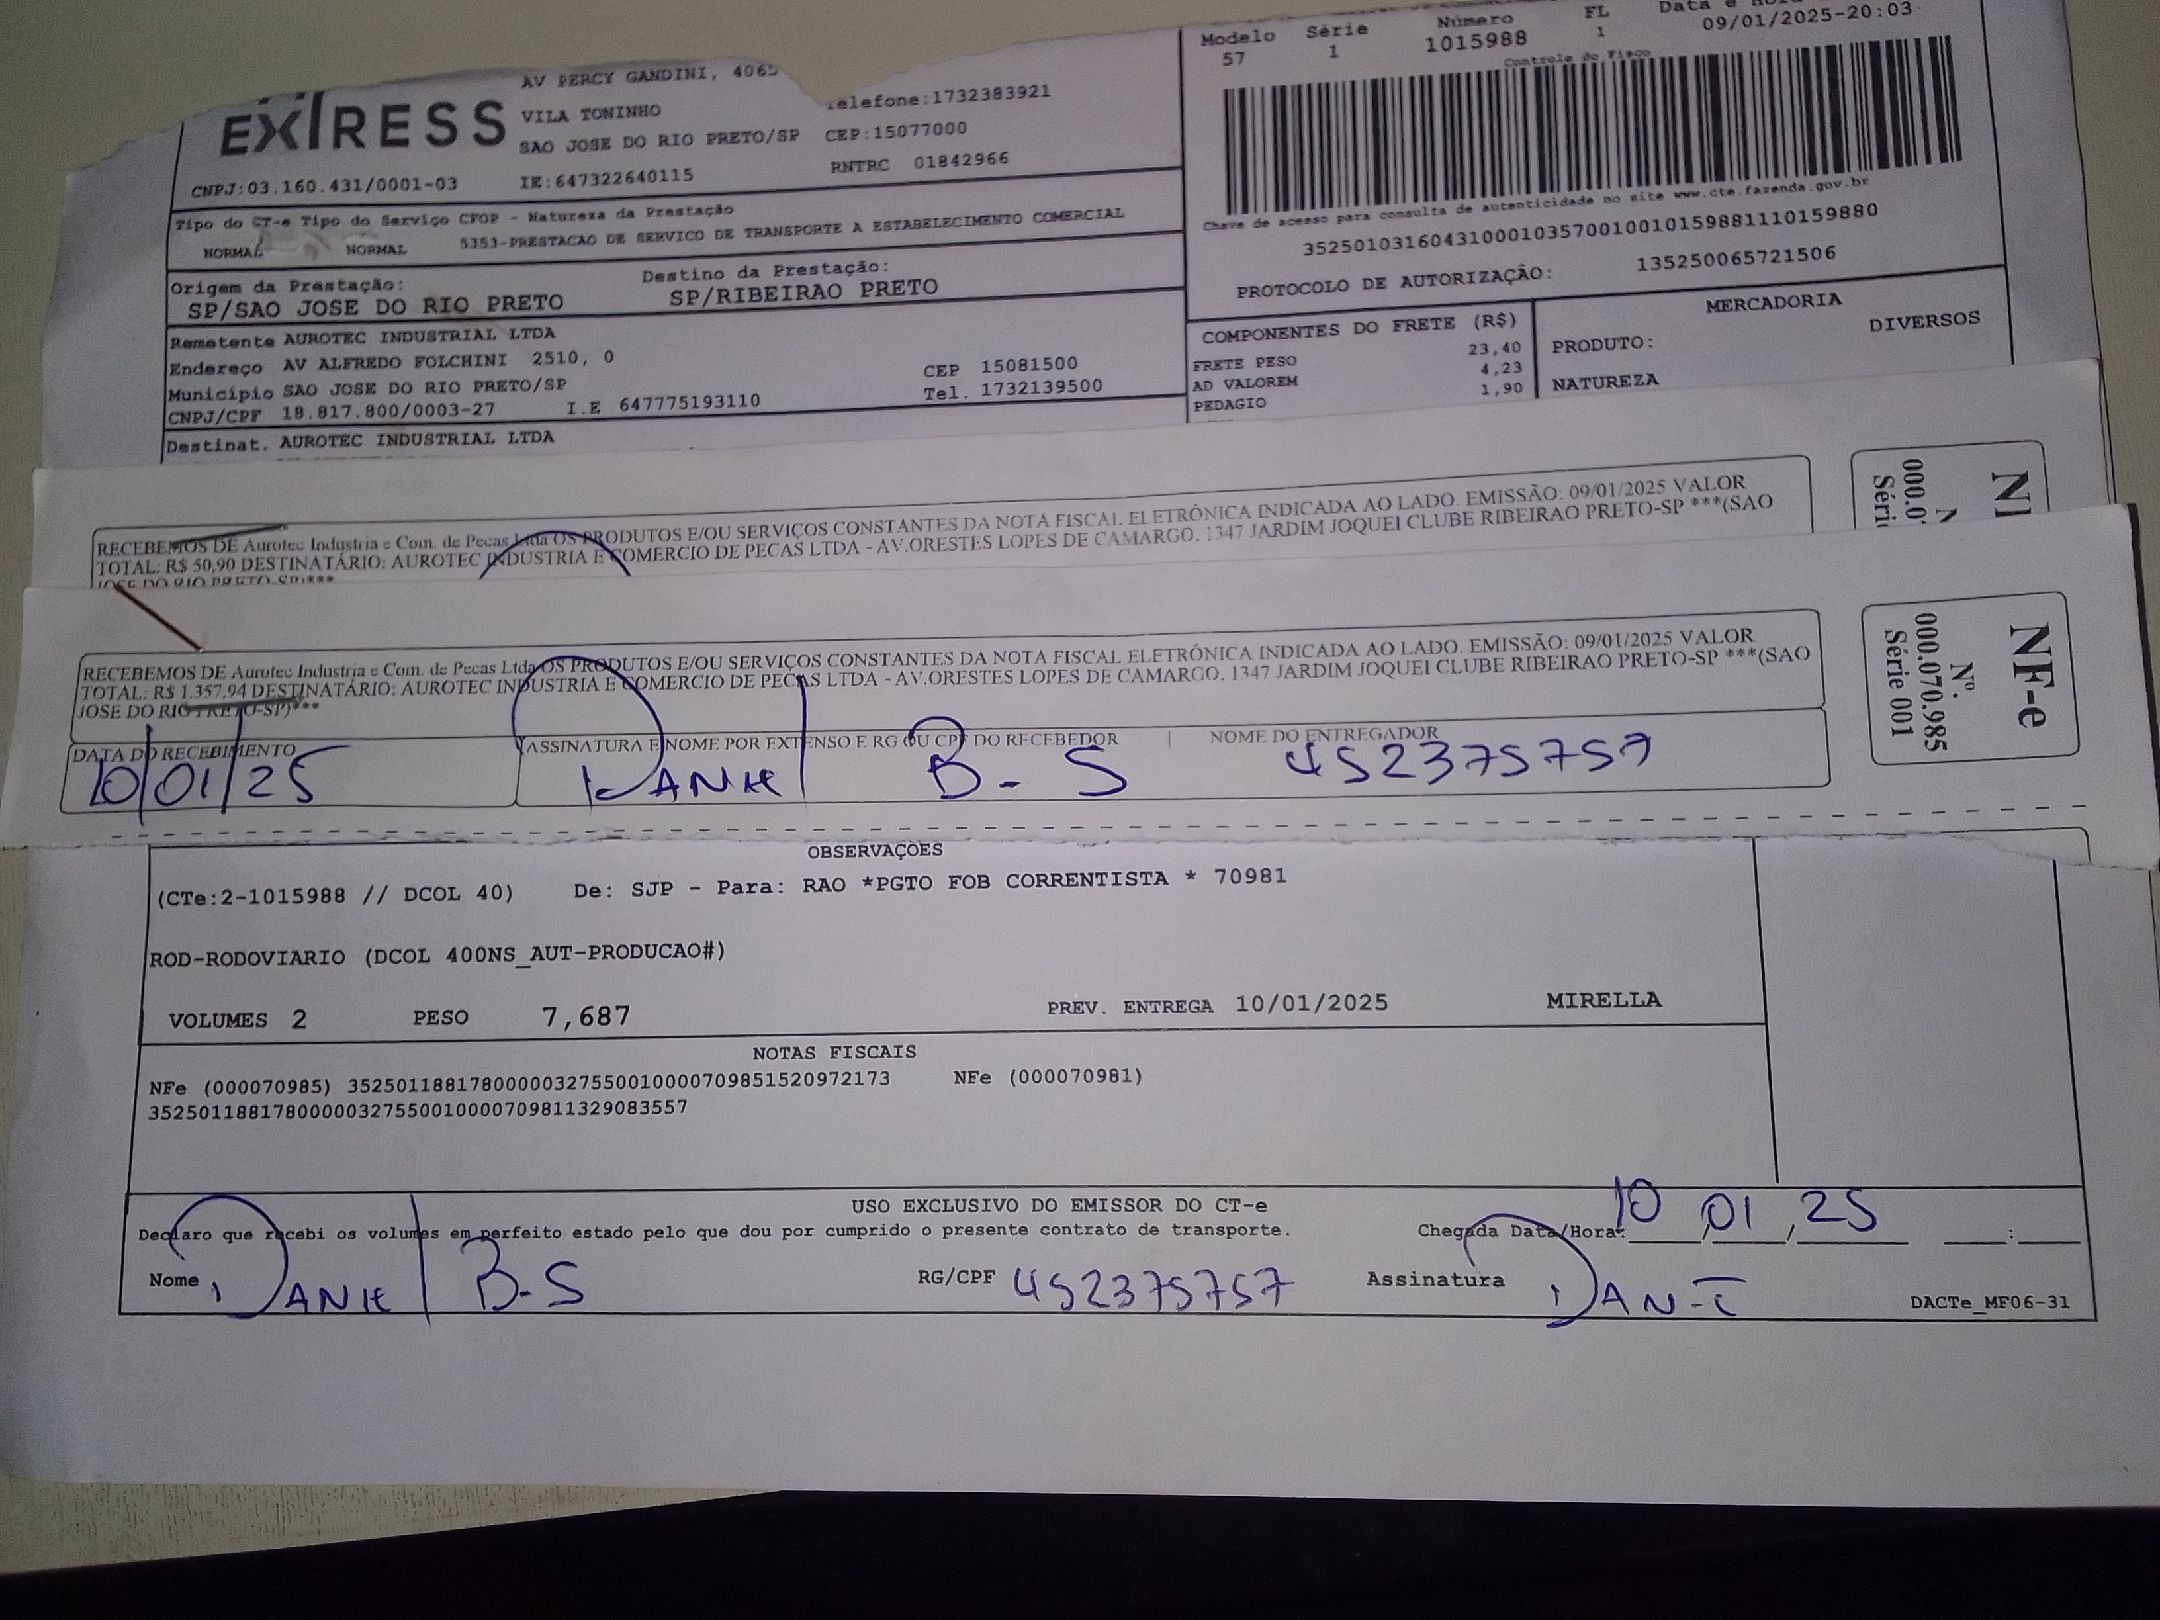 EXPRESS
AV PERCY GANDINI, 4065
VILA TONINHO
Telefone:1732383921
SAO JOSE DO RIO PRETO/SP CEP:15077000
CNPJ:03.160.431/0001-03 IE:647322640115 RNTRC 01842966
Modelo Série Número FL Data e
57 1 1015988 1 09/01/2025-20:03
Controle do Fisco
Chave de acesso para consulta de autenticidade no site www.cte.fazenda.gov.br
35250103160431000103570010010159881110159880
PROTOCOLO DE AUTORIZAÇÃO: 135250065721506
Tipo do CT-e Tipo do Serviço CFOP - Natureza da Prestação
NORMAL NORMAL 5353-PRESTACAO DE SERVICO DE TRANSPORTE A ESTABELECIMENTO COMERCIAL
Origem da Prestação: Destino da Prestação:
SP/SAO JOSE DO RIO PRETO SP/RIBEIRAO PRETO
Remetente AUROTEC INDUSTRIAL LTDA
Endereço AV ALFREDO FOLCHINI 2510, 0 CEP 15081500
Município SAO JOSE DO RIO PRETO/SP Tel. 1732139500
CNPJ/CPF 18.817.800/0003-27 I.E 647775193110
Destinat. AUROTEC INDUSTRIAL LTDA
COMPONENTES DO FRETE (R$)
FRETE PESO 23,40
AD VALOREM 4,23
PEDAGIO 1,90
MERCADORIA
PRODUTO: DIVERSOS
NATUREZA
RECEBEMOS DE Aurotec Industria e Com. de Pecas Ltda OS PRODUTOS E/OU SERVIÇOS CONSTANTES DA NOTA FISCAL ELETRÔNICA INDICADA AO LADO. EMISSÃO: 09/01/2025 VALOR
TOTAL: R$ 50,90 DESTINATÁRIO: AUROTEC INDUSTRIA E COMERCIO DE PECAS LTDA - AV.ORESTES LOPES DE CAMARGO, 1347 JARDIM JOQUEI CLUBE RIBEIRAO PRETO-SP ***(SAO
JOSE DO RIO PRETO-SP)***
RECEBEMOS DE Aurotec Industria e Com. de Pecas Ltda OS PRODUTOS E/OU SERVIÇOS CONSTANTES DA NOTA FISCAL ELETRÔNICA INDICADA AO LADO. EMISSÃO: 09/01/2025 VALOR
TOTAL: R$ 1.357,94 DESTINATÁRIO: AUROTEC INDUSTRIA E COMERCIO DE PECAS LTDA - AV.ORESTES LOPES DE CAMARGO, 1347 JARDIM JOQUEI CLUBE RIBEIRAO PRETO-SP ***(SAO
JOSE DO RIO PRETO-SP)***
NF-e
Nº.
000.070.985
Série 001
DATA DO RECEBIMENTO ASSINATURA E NOME POR EXTENSO E RG OU CPF DO RECEBEDOR | NOME DO ENTREGADOR
10/01/25 Daniel B-S 452375757
OBSERVAÇÕES
(CTe:2-1015988 // DCOL 40) De: SJP - Para: RAO *PGTO FOB CORRENTISTA * 70981
ROD-RODOVIARIO (DCOL 400NS_AUT-PRODUCAO#)
VOLUMES 2 PESO 7,687 PREV. ENTREGA 10/01/2025 MIRELLA
NOTAS FISCAIS
NFe (000070985) 35250118817800000327550010000709851520972173 NFe (000070981)
35250118817800000327550010000709811329083557
USO EXCLUSIVO DO EMISSOR DO CT-e
Declaro que recebi os volumes em perfeito estado pelo que dou por cumprido o presente contrato de transporte. Chegada Data/Hora: 10, 01, 25 :
Nome Daniel B-S RG/CPF 452375757 Assinatura
DACTe_MF06-31